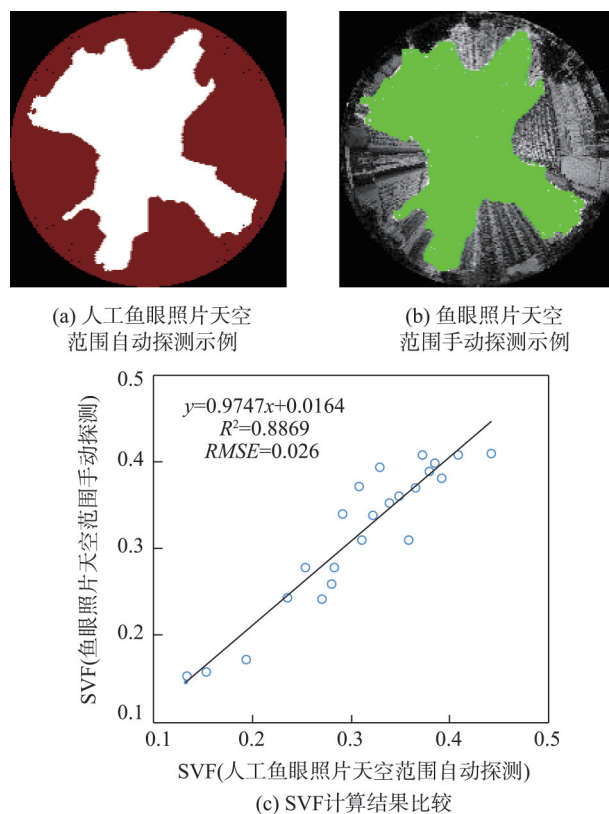 (a) 人工鱼眼照片天空
范围自动探测示例
(b) 鱼眼照片天空
范围手动探测示例
0.5
0.4
0.3
0.2
0.1
SVF(鱼眼照片天空范围手动探测)
y=0.9747x+0.0164
R²=0.8869
RMSE=0.026
0.1 0.2 0.3 0.4 0.5
SVF(人工鱼眼照片天空范围自动探测)
(c) SVF计算结果比较